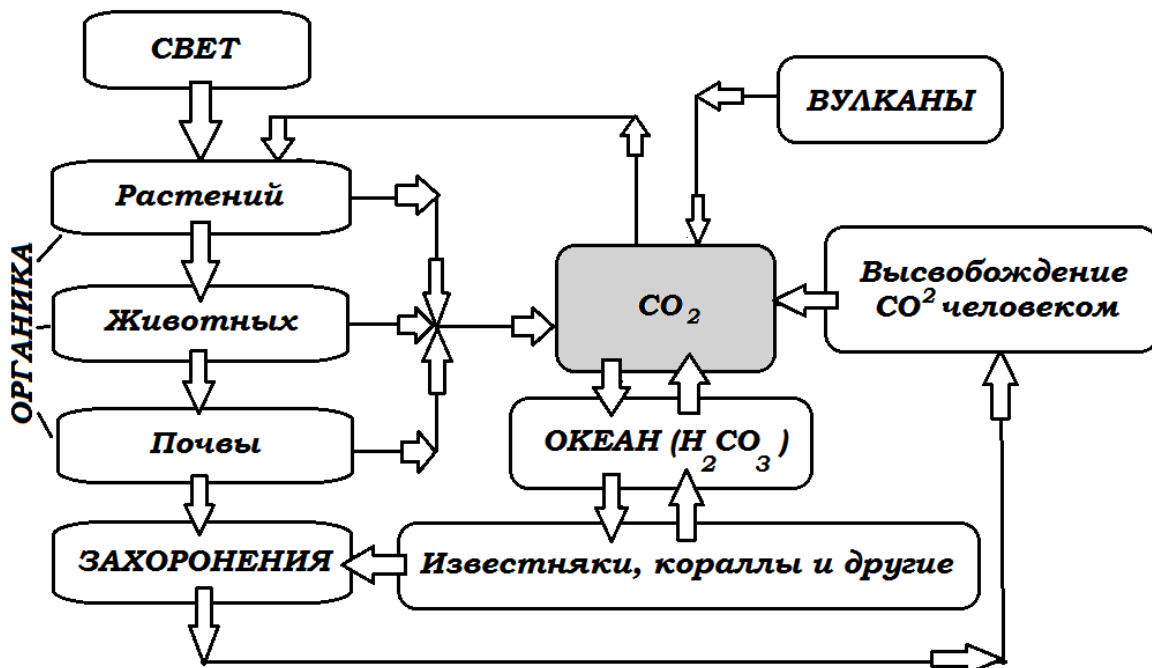 СВЕТ
ВУЛКАНЫ
Растений
ОРГАНИКА
Высвобождение
CO² человеком
CO₂
Животных
Почвы
ОКЕАН (H₂CO₃)
ЗАХОРОНЕНИЯ
Известняки, кораллы и другие